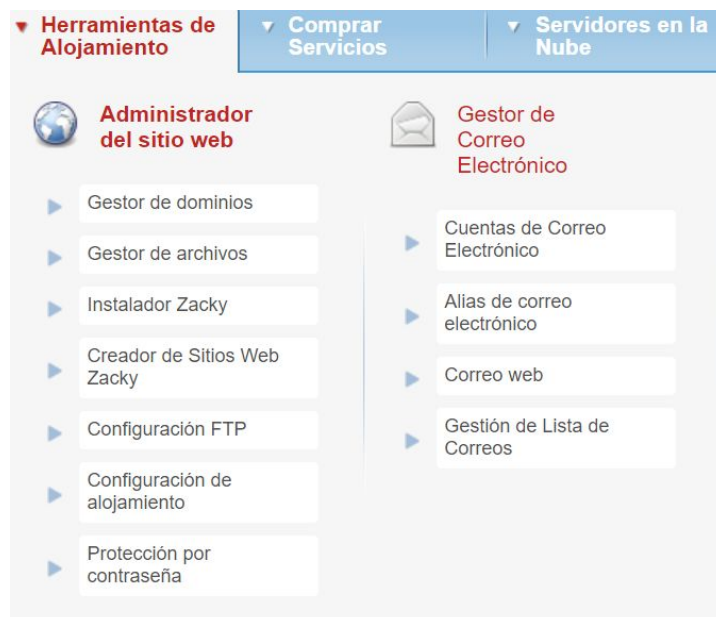 Herramientas de
Alojamiento
Comprar
Servicios
Servidores en la
Nube
Administrador
del sitio web
Gestor de dominios
Gestor de archivos
Instalador Zacky
Creador de Sitios Web
Zacky
Configuración FTP
Configuración de
alojamiento
Protección por
contraseña
Gestor de
Correo
Electrónico
Cuentas de Correo
Electrónico
Alias de correo
electrónico
Correo web
Gestión de Lista de
Correos